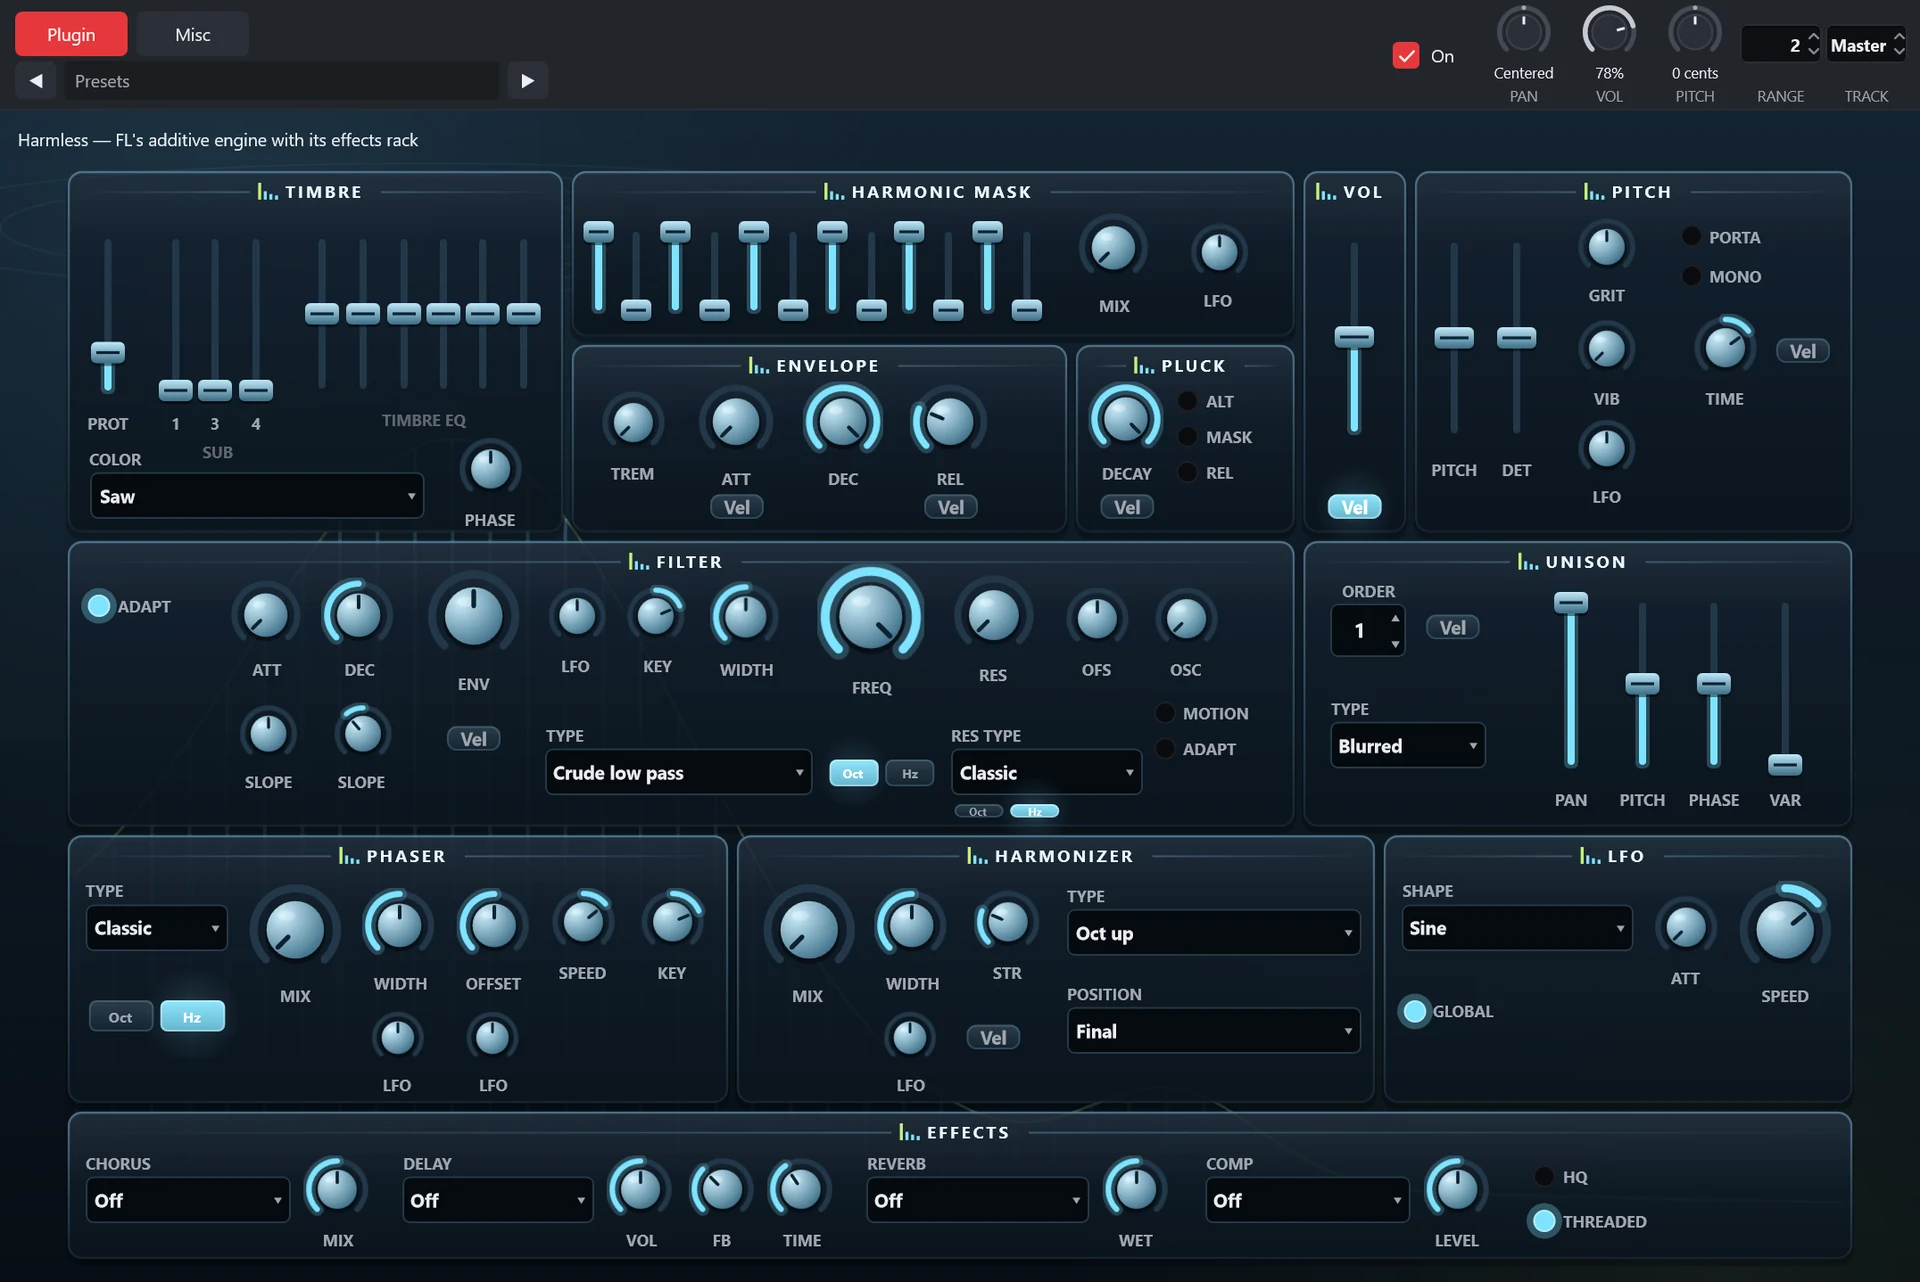 Plugin
Misc
Presets
On
Centered
PAN
78%
VOL
0 cents
PITCH
2
RANGE
Master
TRACK
Harmless — FL's additive engine with its effects rack
TIMBRE
PROT
1
3
4
SUB
TIMBRE EQ
COLOR
Saw
PHASE
HARMONIC MASK
MIX
LFO
ENVELOPE
TREM
ATT
DEC
REL
Vel
Vel
PLUCK
DECAY
ALT
MASK
REL
Vel
VOL
Vel
PITCH
PITCH
DET
GRIT
VIB
LFO
PORTA
MONO
TIME
Vel
FILTER
ADAPT
ATT
DEC
ENV
LFO
KEY
WIDTH
FREQ
RES
OFS
OSC
SLOPE
SLOPE
Vel
TYPE
Crude low pass
Oct
Hz
RES TYPE
Classic
Oct
Hz
MOTION
ADAPT
UNISON
ORDER
1
Vel
TYPE
Blurred
PAN
PITCH
PHASE
VAR
PHASER
TYPE
Classic
Oct
Hz
MIX
WIDTH
OFFSET
SPEED
KEY
LFO
LFO
HARMONIZER
MIX
WIDTH
STR
LFO
Vel
TYPE
Oct up
POSITION
Final
LFO
SHAPE
Sine
ATT
SPEED
GLOBAL
EFFECTS
CHORUS
Off
MIX
DELAY
Off
VOL
FB
TIME
REVERB
Off
WET
COMP
Off
LEVEL
HQ
THREADED